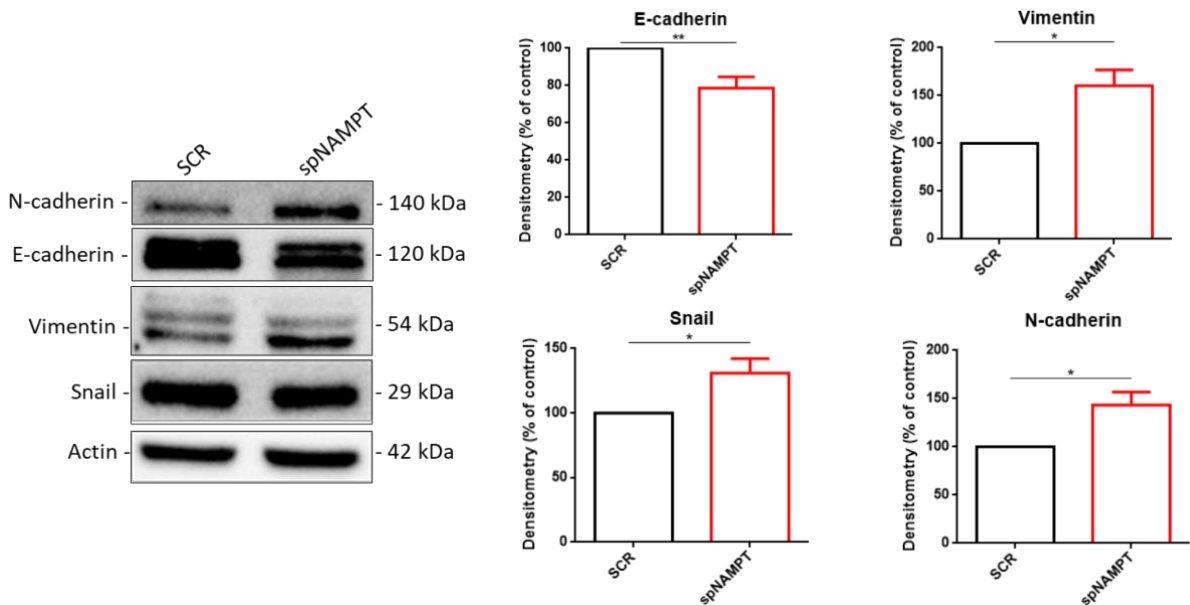 SCR
spNAMPT
N-cadherin -
- 140 kDa
E-cadherin -
- 120 kDa
Vimentin -
- 54 kDa
Snail -
- 29 kDa
Actin -
- 42 kDa
E-cadherin
**
Densitometry (% of control)
100
80
60
40
20
0
SCR
spNAMPT
Vimentin
*
Densitometry (% of control)
200
150
100
50
0
SCR
spNAMPT
Snail
*
Densitometry (% of control)
150
100
50
0
SCR
spNAMPT
N-cadherin
*
Densitometry (% of control)
200
150
100
50
0
SCR
spNAMPT